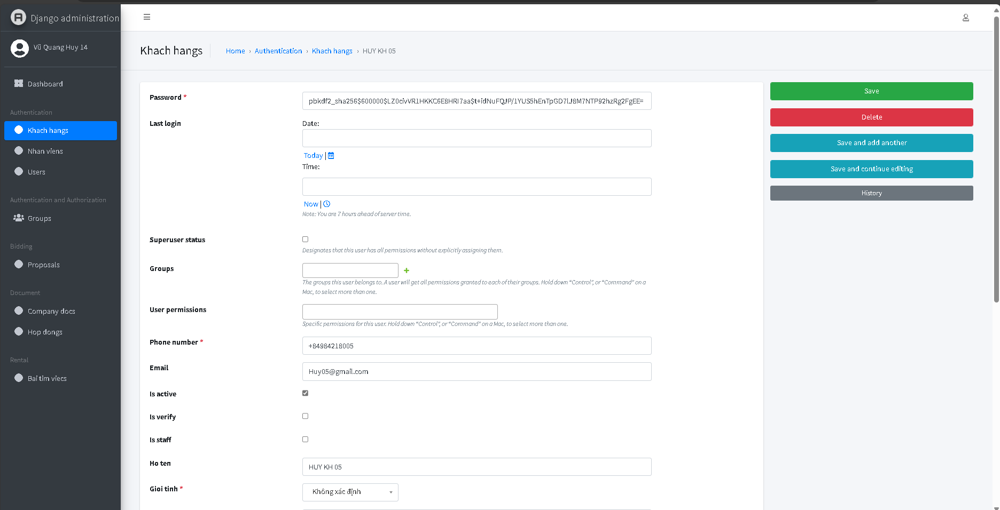 Django administration
Vũ Quang Huy 14
Dashboard
Authentication
Khach hangs
Nhan viens
Users
Authentication and Authorization
Groups
Bidding
Proposals
Document
Company docs
Hop dongs
Rental
Bai tim viecs
Khach hangs
Home › Authentication › Khach hangs › HUY KH 05
Password *
pbkdf2_sha256$600000$LZ0civVR1HKKC6E8HRI7aa$t+idNuFQJP/1YUS5hEnTpGD7lJ8M7NTP92hzRg2FgEE=
Last login
Date:
Today |
Time:
Now |
Note: You are 7 hours ahead of server time.
Superuser status
Designates that this user has all permissions without explicitly assigning them.
Groups
The groups this user belongs to. A user will get all permissions granted to each of their groups. Hold down “Control”, or “Command” on a
Mac, to select more than one.
User permissions
Specific permissions for this user. Hold down “Control”, or “Command” on a Mac, to select more than one.
Phone number *
+84984218005
Email
Huy05@gmail.com
Is active
Is verify
Is staff
Ho ten
HUY KH 05
Gioi tinh *
Không xác định
Save
Delete
Save and add another
Save and continue editing
History